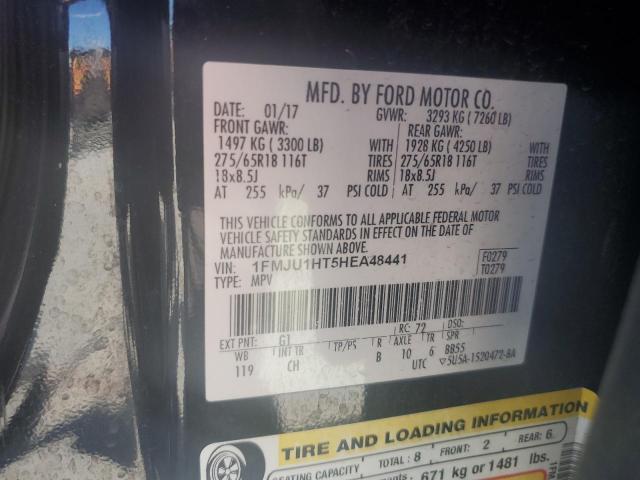 MFD. BY FORD MOTOR CO.
DATE: 01/17 GVWR: 3293 KG ( 7260 LB)
FRONT GAWR: REAR GAWR:
1497 KG ( 3300 LB) 1928 KG ( 4250 LB)
275/65R18 116T TIRES 275/65R18 116T TIRES
18x8.5J RIMS 18x8.5J RIMS
AT 255 kPa/ 37 PSI COLD AT 255 kPa/ 37 PSI COLD
THIS VEHICLE CONFORMS TO ALL APPLICABLE FEDERAL MOTOR
VEHICLE SAFETY STANDARDS IN EFFECT ON THE DATE OF
MANUFACTURE SHOWN ABOVE.
VIN: 1FMJU1HT5HEA48441 F0279
TYPE: MPV T0279
EXT PNT: G1 RC: 72 DSO:
WB INT TR TP/PS R AXLE TR SPR
119 CH B 10 6 BB55
UTC ▽5U5A-1520472-BA
TIRE AND LOADING INFORMATION
SEATING CAPACITY TOTAL: 8 FRONT: 2 REAR: 6
671 kg or 1481 lbs.